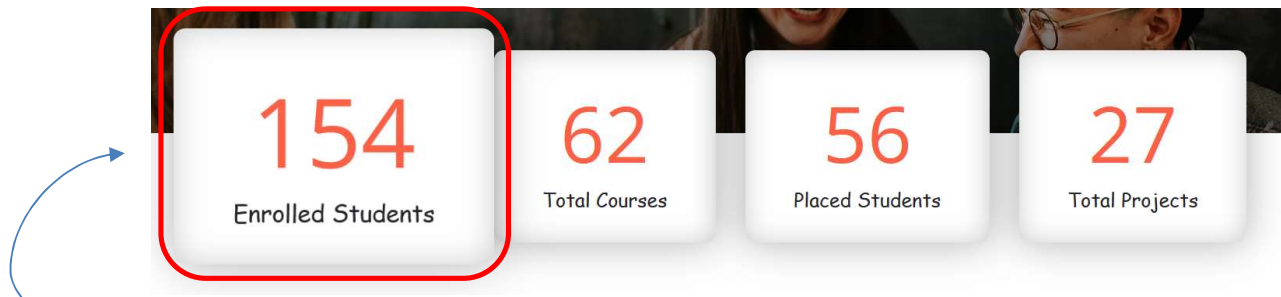 154
Enrolled Students
62
Total Courses
56
Placed Students
27
Total Projects